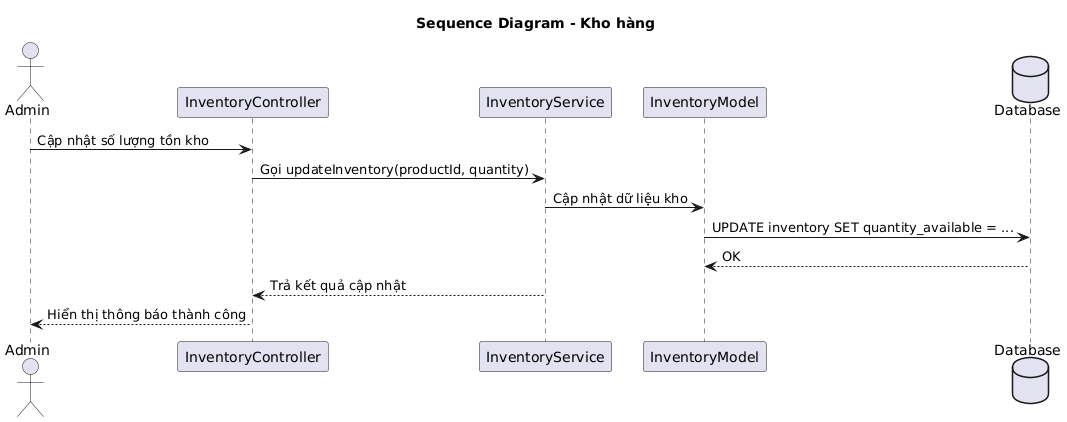 Sequence Diagram - Kho hàng
Admin
InventoryController
InventoryService
InventoryModel
Database
Cập nhật số lượng tồn kho
Gọi updateInventory(productId, quantity)
Cập nhật dữ liệu kho
UPDATE inventory SET quantity_available = ...
OK
Trả kết quả cập nhật
Hiển thị thông báo thành công
Admin
InventoryController
InventoryService
InventoryModel
Database